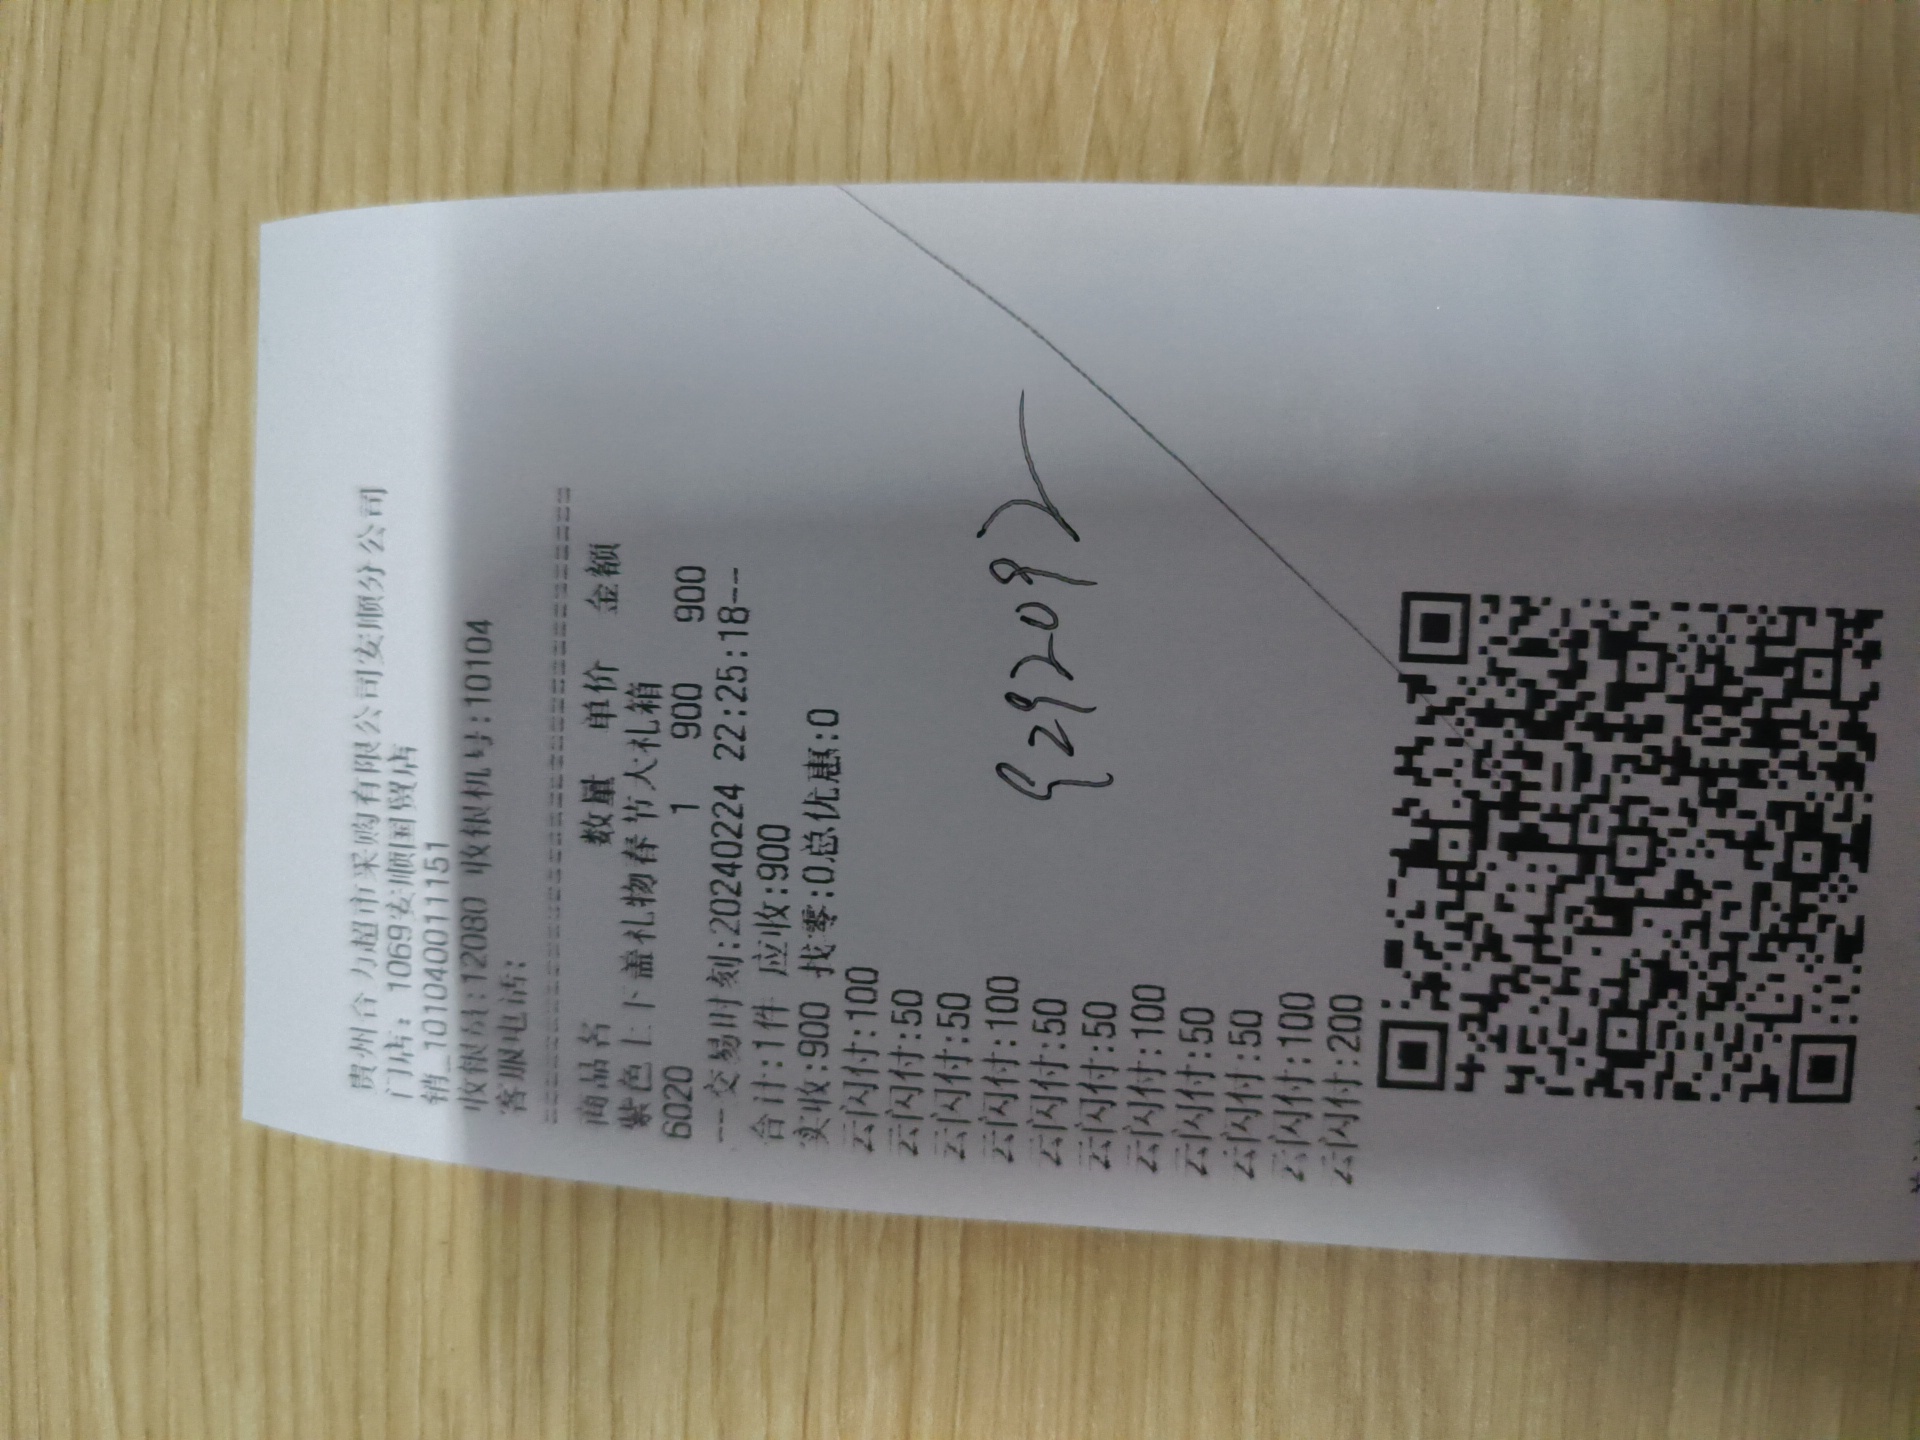 贵州合力超市采购有限公司安顺分公司
门店: 1069安顺国贸店
销_1010400111151
收银员:12080 收银机号:10104
客服电话:
商品名 数量 单价 金额
紫色上下盖礼物春节大礼箱
6020 1 900 900
---交易时刻:20240224 22:25:18---
合计:1件 应收:900
实收:900 找零:0总优惠:0
云闪付:100
云闪付:50
云闪付:50
云闪付:100
云闪付:50
云闪付:50
云闪付:100
云闪付:50
云闪付:50
云闪付:100
云闪付:200